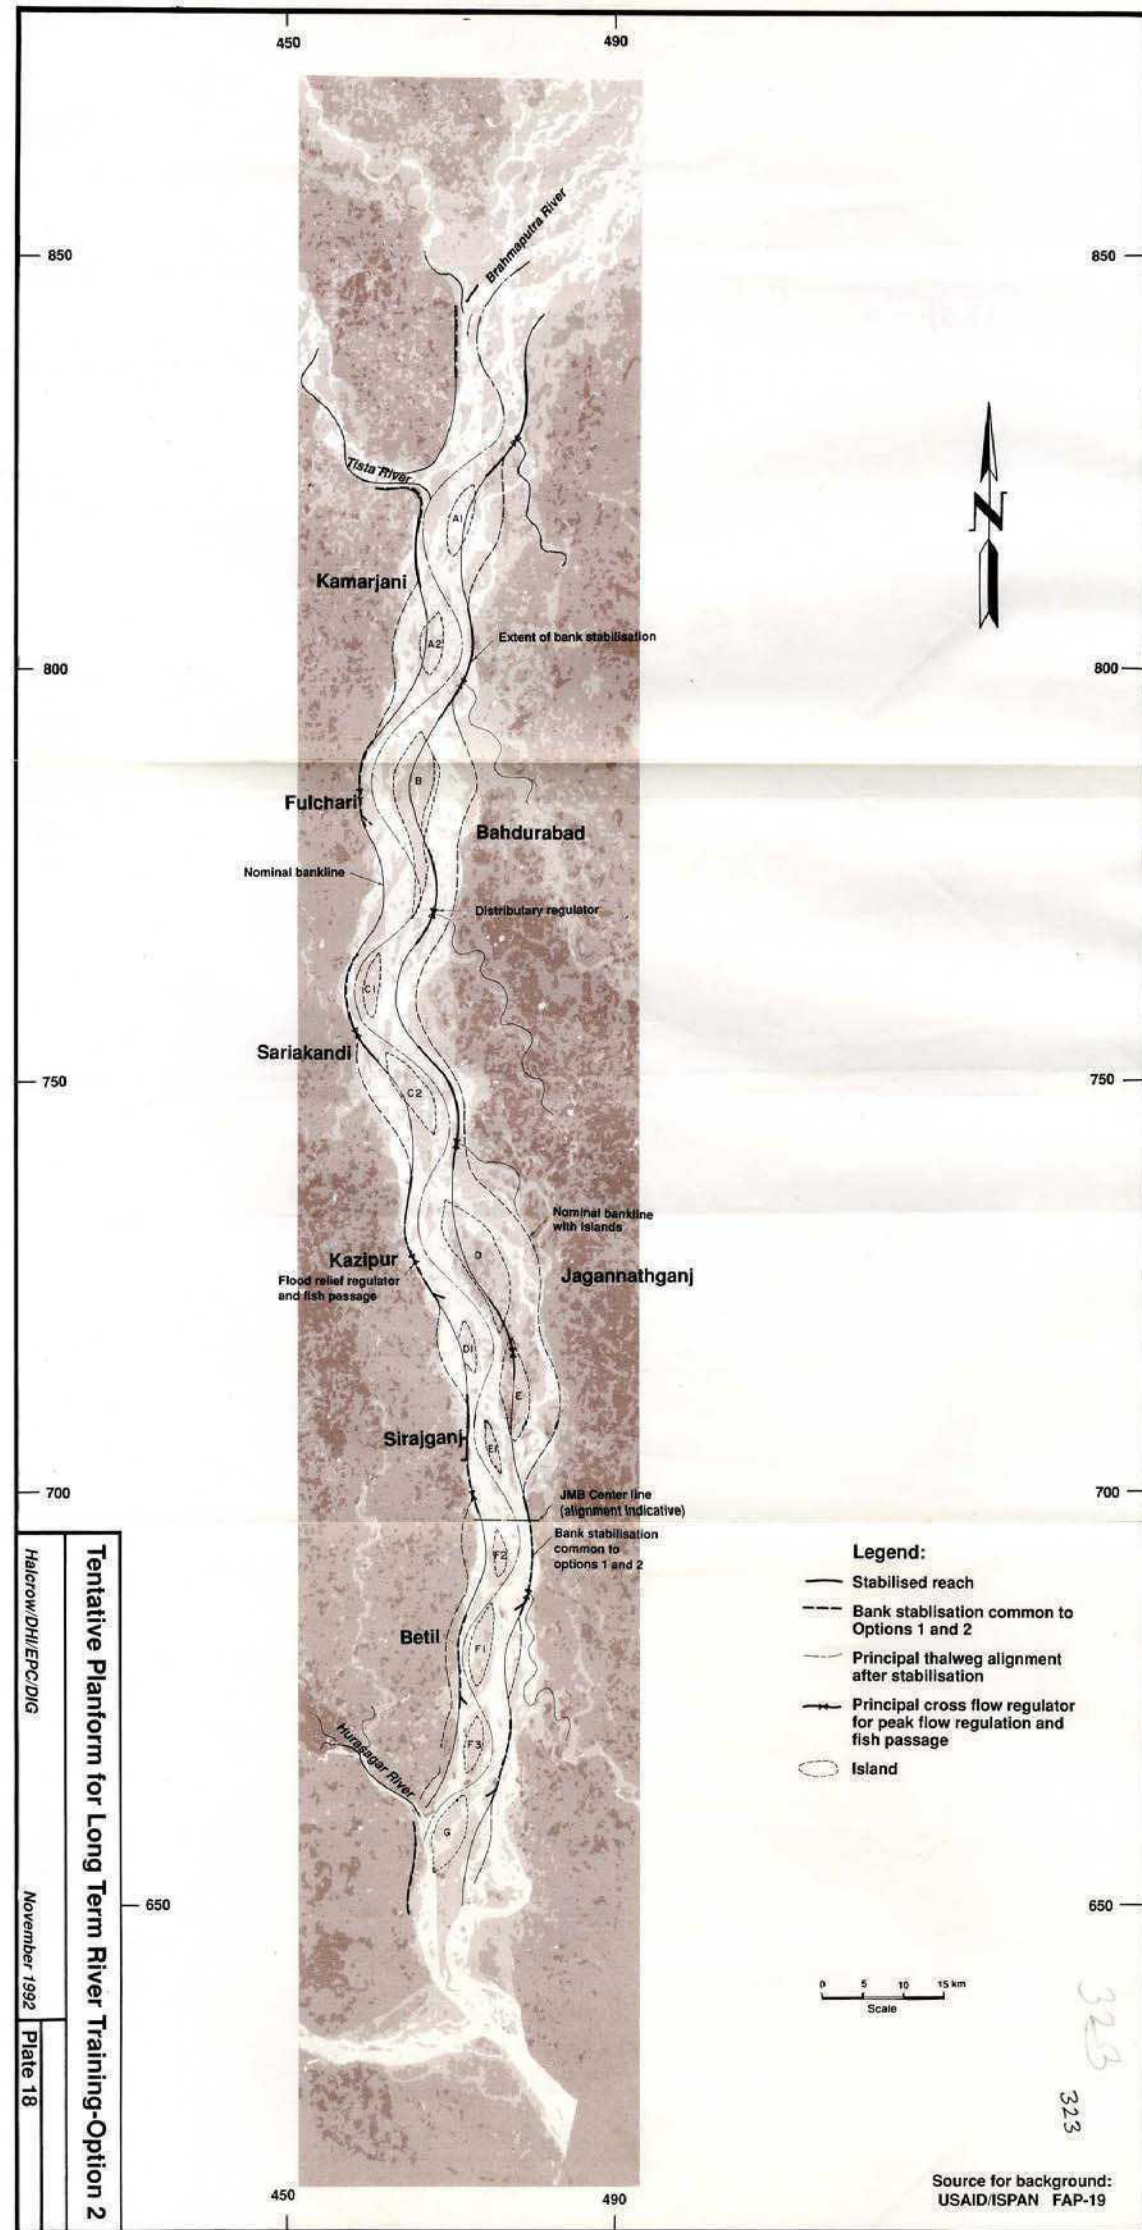 450
490
850
850
Brahmaputra River
Tista River
A1
Kamarjani
A2
Extent of bank stabilisation
800
800
B
Fulchari
Bahdurabad
Nominal bankline
Distributary regulator
C1
Sariakandi
750
750
C2
Nominal bankline
with islands
D
Kazipur
Flood relief regulator
and fish passage
Jagannathganj
D1
E
Sirajganj
E1
700
700
JMB Center line
(alignment indicative)
Bank stabilisation
common to
options 1 and 2
F2
Betil
F1
F3
Hurasagar River
G
650
650
Legend:
Stabilised reach
Bank stablisation common to
Options 1 and 2
Principal thalweg alignment
after stabilisation
Principal cross flow regulator
for peak flow regulation and
fish passage
Island
0 5 10 15 km
Scale
323
323
Source for background:
USAID/ISPAN FAP-19
450
490
Tentative Planform for Long Term River Training-Option 2
Halcrow/DHI/EPC/DIG
November 1992
Plate 18